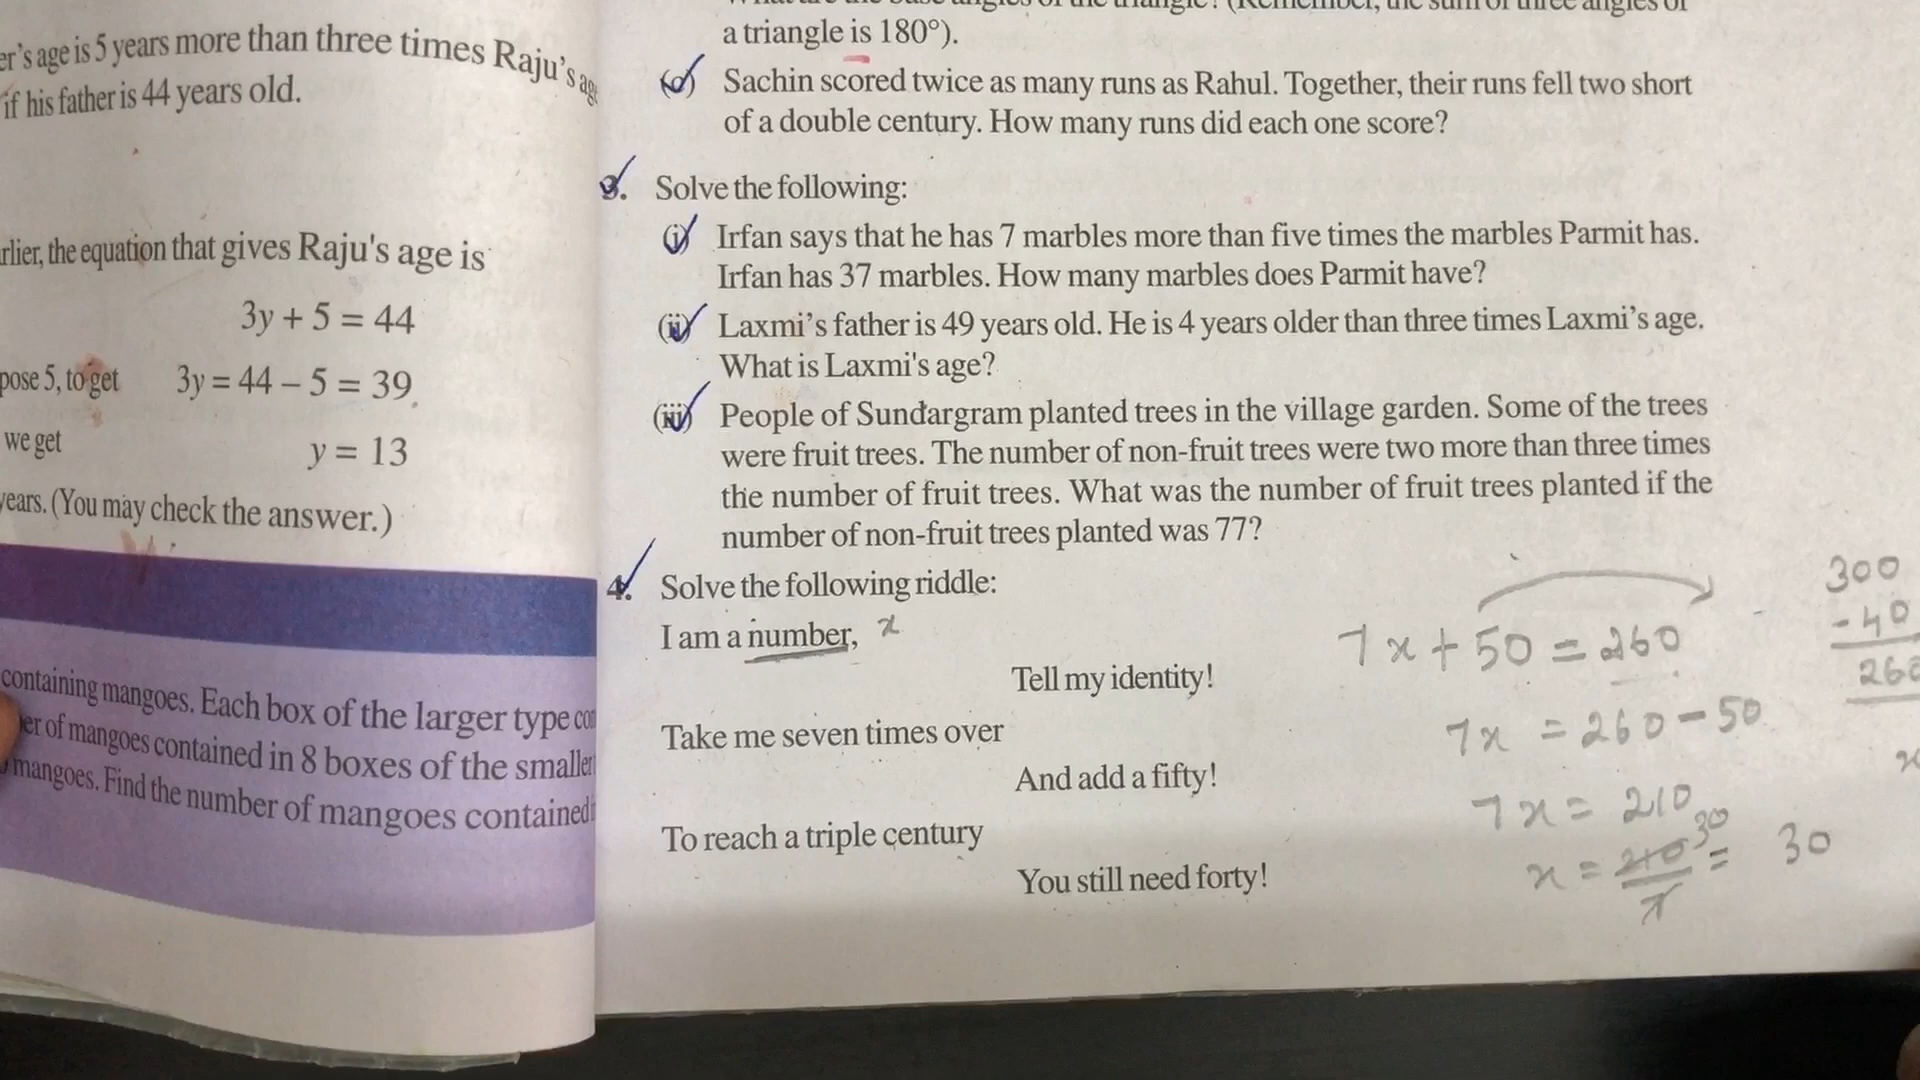 er's age is 5 years more than three times Raju's age
if his father is 44 years old.
rlier, the equation that gives Raju's age is
3y + 5 = 44
pose 5, to get 3y = 44 – 5 = 39
we get y = 13
years. (You may check the answer.)
containing mangoes. Each box of the larger type con
er of mangoes contained in 8 boxes of the smaller
mangoes. Find the number of mangoes contained i
a triangle is 180°).
(d) Sachin scored twice as many runs as Rahul. Together, their runs fell two short
of a double century. How many runs did each one score?
3. Solve the following:
(i) Irfan says that he has 7 marbles more than five times the marbles Parmit has.
Irfan has 37 marbles. How many marbles does Parmit have?
(ii) Laxmi's father is 49 years old. He is 4 years older than three times Laxmi's age.
What is Laxmi's age?
(iii) People of Sundargram planted trees in the village garden. Some of the trees
were fruit trees. The number of non-fruit trees were two more than three times
the number of fruit trees. What was the number of fruit trees planted if the
number of non-fruit trees planted was 77?
4. Solve the following riddle:
I am a number, x
Tell my identity!
Take me seven times over
And add a fifty!
To reach a triple century
You still need forty!
7x + 50 = 260
7x = 260 - 50
7x = 210
x = 210/7 30 = 30
300
- 40
260
x